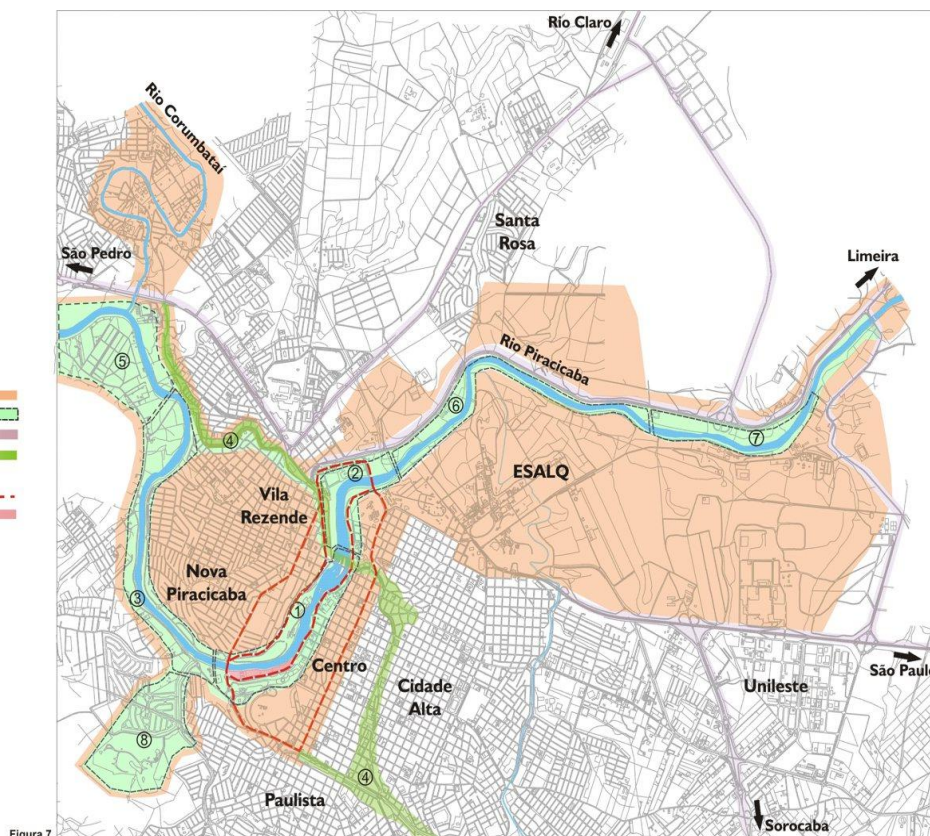 Rio Claro
Rio Corumbataí
Santa
Rosa
São Pedro
Limeira
Rio Piracicaba
5
6
4
7
2
ESALQ
Vila
Rezende
Nova
Piracicaba
3
1
Centro
São Paulo
Cidade
Alta
Unileste
8
4
Paulista
Sorocaba
Figura 7